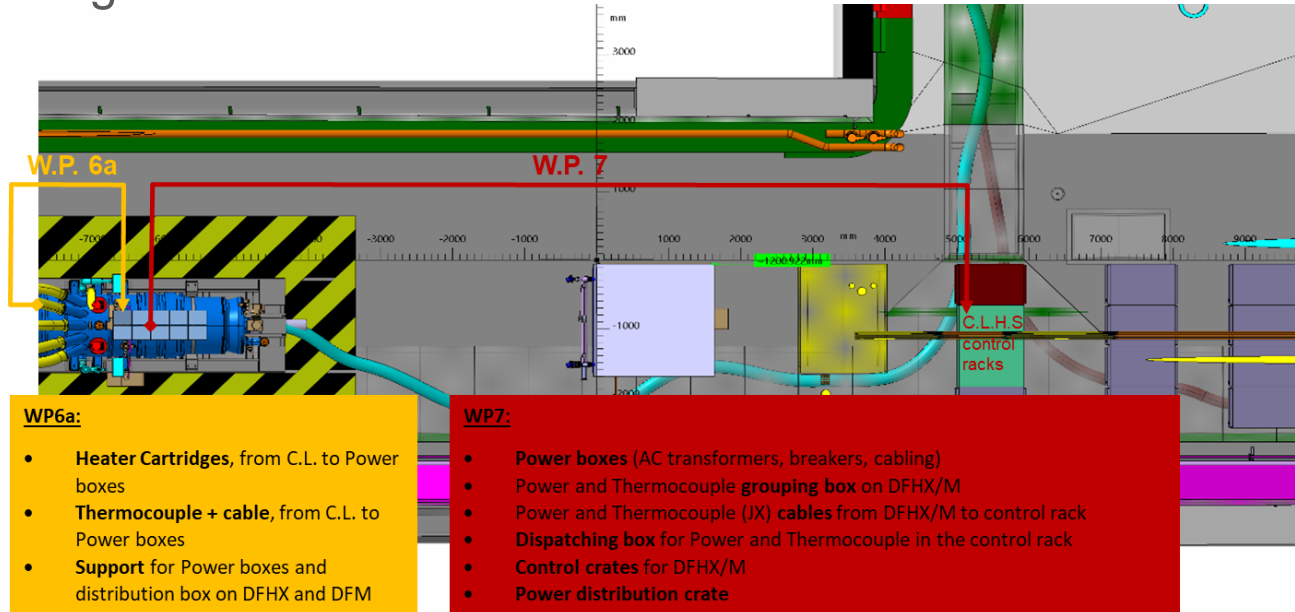 mm
3000
2000
W.P. 6a
W.P. 7
1000
-7000
-3000
-2000
-1000
1000
2000
3000
mm
4000
5000
6000
7000
8000
9000
~1200.922mm
-1000
C.L.H.S
control
racks
WP6a:
• Heater Cartridges, from C.L. to Power
boxes
• Thermocouple + cable, from C.L. to
Power boxes
• Support for Power boxes and
distribution box on DFHX and DFM
WP7:
• Power boxes (AC transformers, breakers, cabling)
• Power and Thermocouple grouping box on DFHX/M
• Power and Thermocouple (JX) cables from DFHX/M to control rack
• Dispatching box for Power and Thermocouple in the control rack
• Control crates for DFHX/M
• Power distribution crate